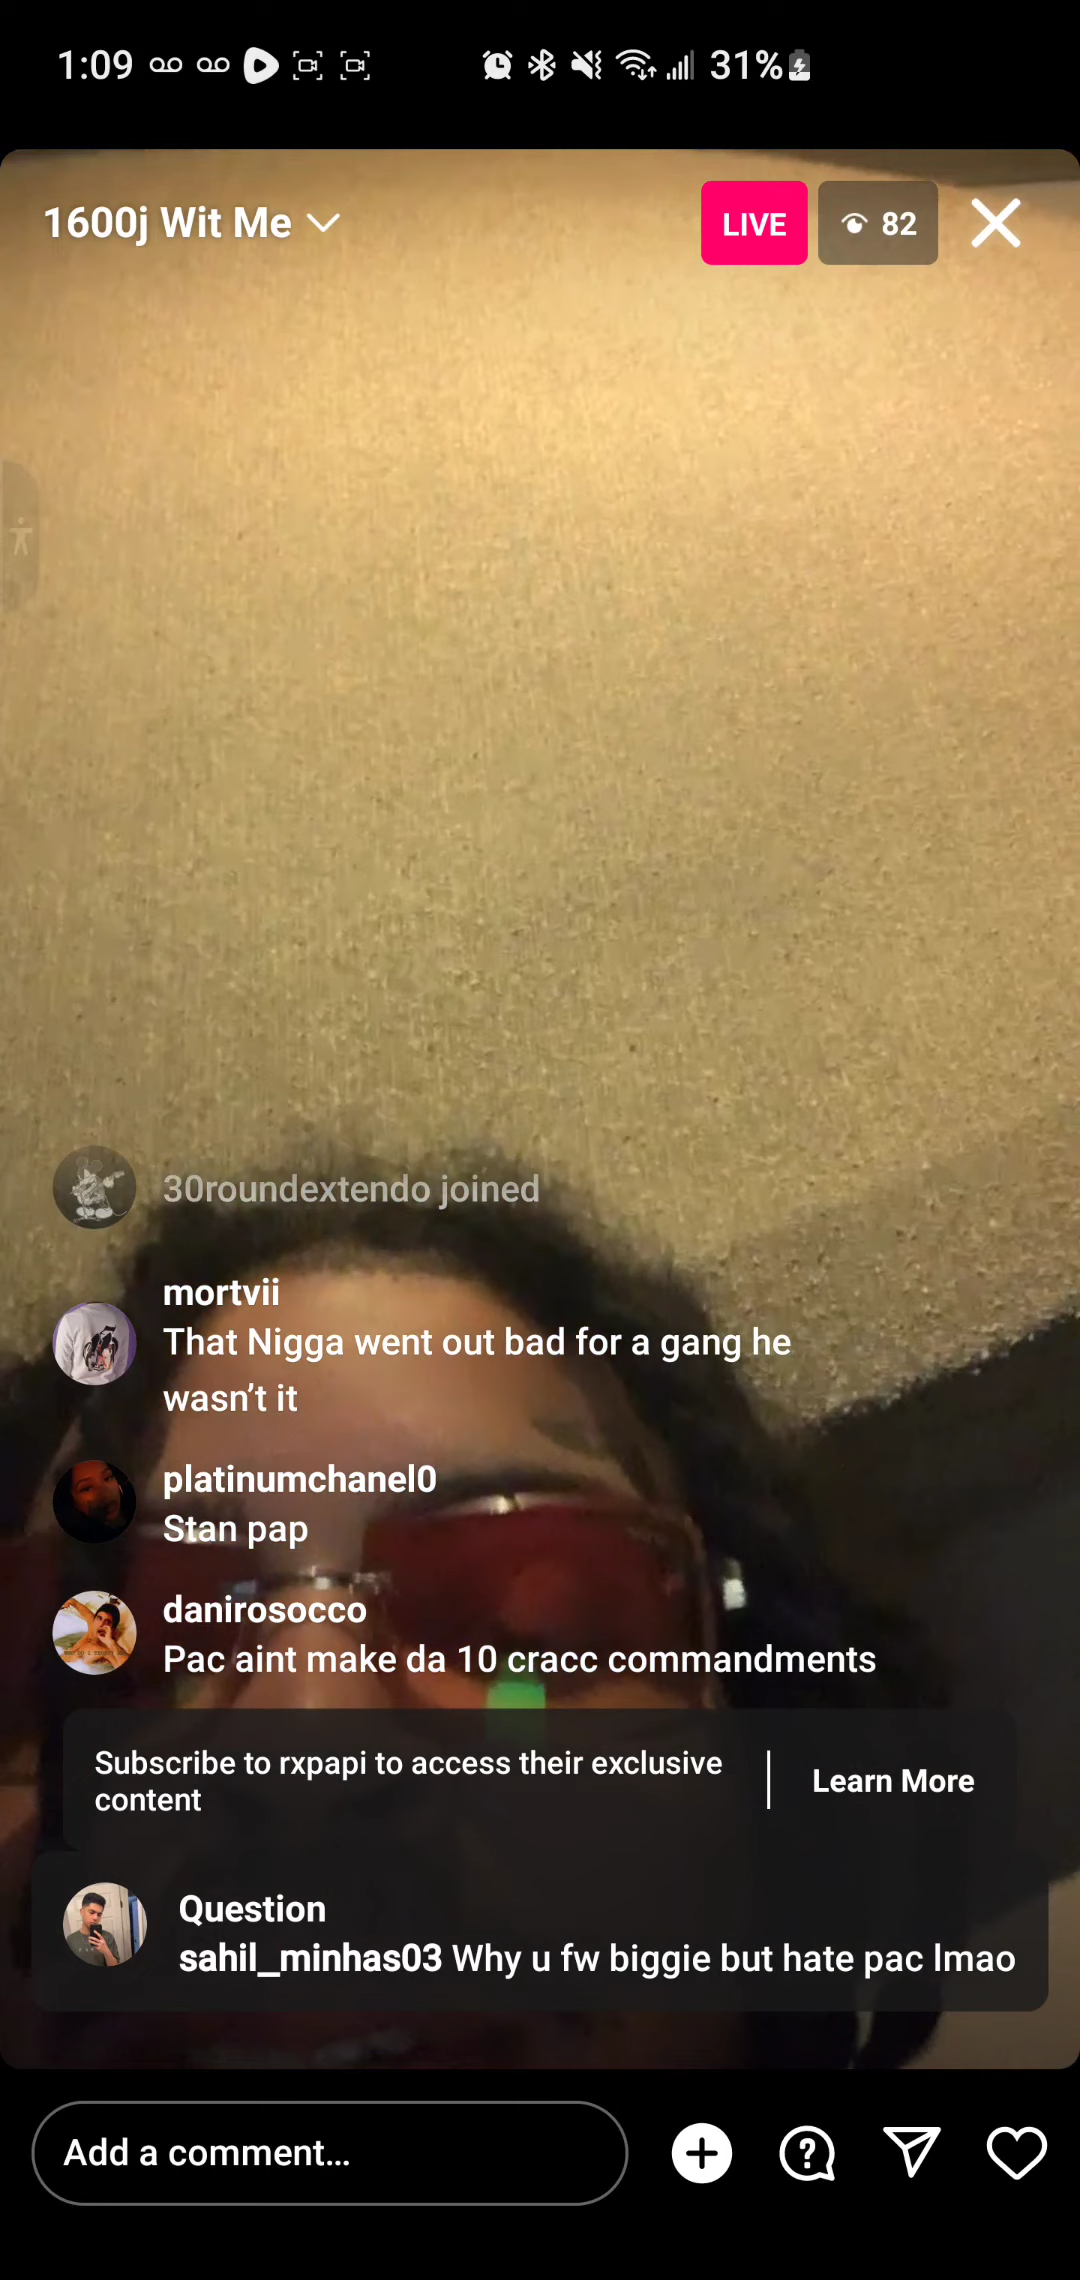 1:09
31%
1600j Wit Me
LIVE
82
30roundextendo joined
mortvii
That Nigga went out bad for a gang he
wasn't it
platinumchanel0
Stan pap
danirosocco
Pac aint make da 10 cracc commandments
Subscribe to rxpapi to access their exclusive
content
Learn More
Question
sahil_minhas03 Why u fw biggie but hate pac lmao
Add a comment...